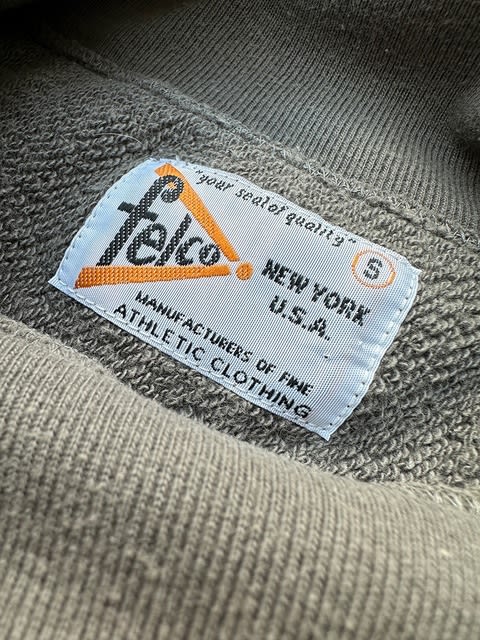 "your seal of quality"
felco
S
NEW YORK
U.S.A.
MANUFACTURERS OF FINE
ATHLETIC CLOTHING